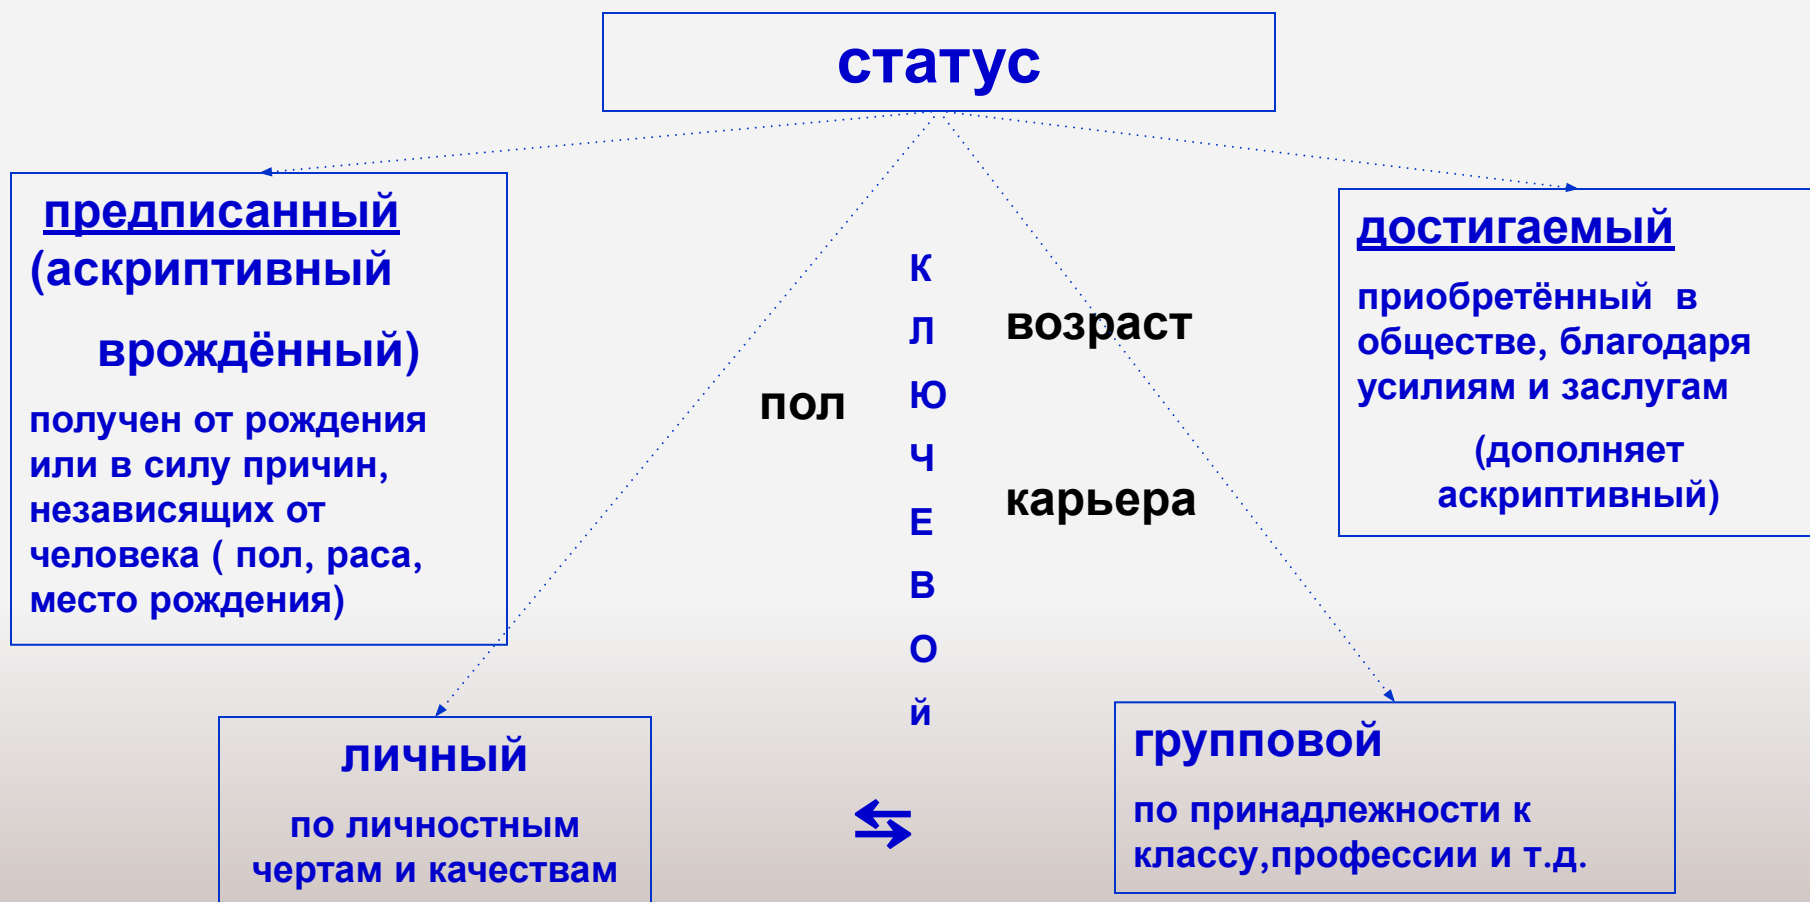 статус
предписанный
(аскриптивный
врождённый)
получен от рождения
или в силу причин,
независящих от
человека ( пол, раса,
место рождения)
К
Л
Ю
Ч
Е
В
О
й
пол
возраст
карьера
достигаемый
приобретённый в
обществе, благодаря
усилиям и заслугам
(дополняет
аскриптивный)
личный
по личностным
чертам и качествам
⇆
групповой
по принадлежности к
классу,профессии и т.д.